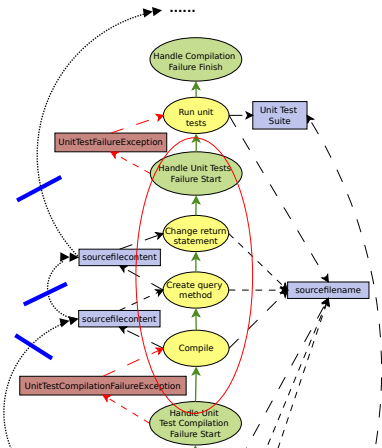 ......
Handle Compilation
Failure Finish
Run unit
tests
Unit Test
Suite
UnitTestFailureException
Handle Unit Tests
Failure Start
Change return
statement
sourcefilecontent
Create query
method
sourcefilename
sourcefilecontent
Compile
UnitTestCompilationFailureException
Handle Unit
Test Compilation
Failure Start